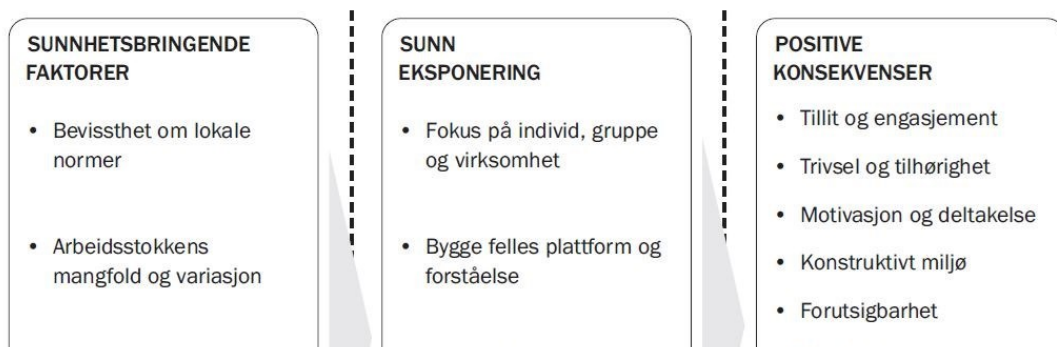 SUNNHETSBRINGENDE
FAKTORER
• Bevissthet om lokale
normer
• Arbeidsstokkens
mangfold og variasjon
SUNN
EKSPONERING
• Fokus på individ, gruppe
og virksomhet
• Bygge felles plattform og
forståelse
POSITIVE
KONSEKVENSER
• Tillit og engasjement
• Trivsel og tilhørighet
• Motivasjon og deltakelse
• Konstruktivt miljø
• Forutsigbarhet